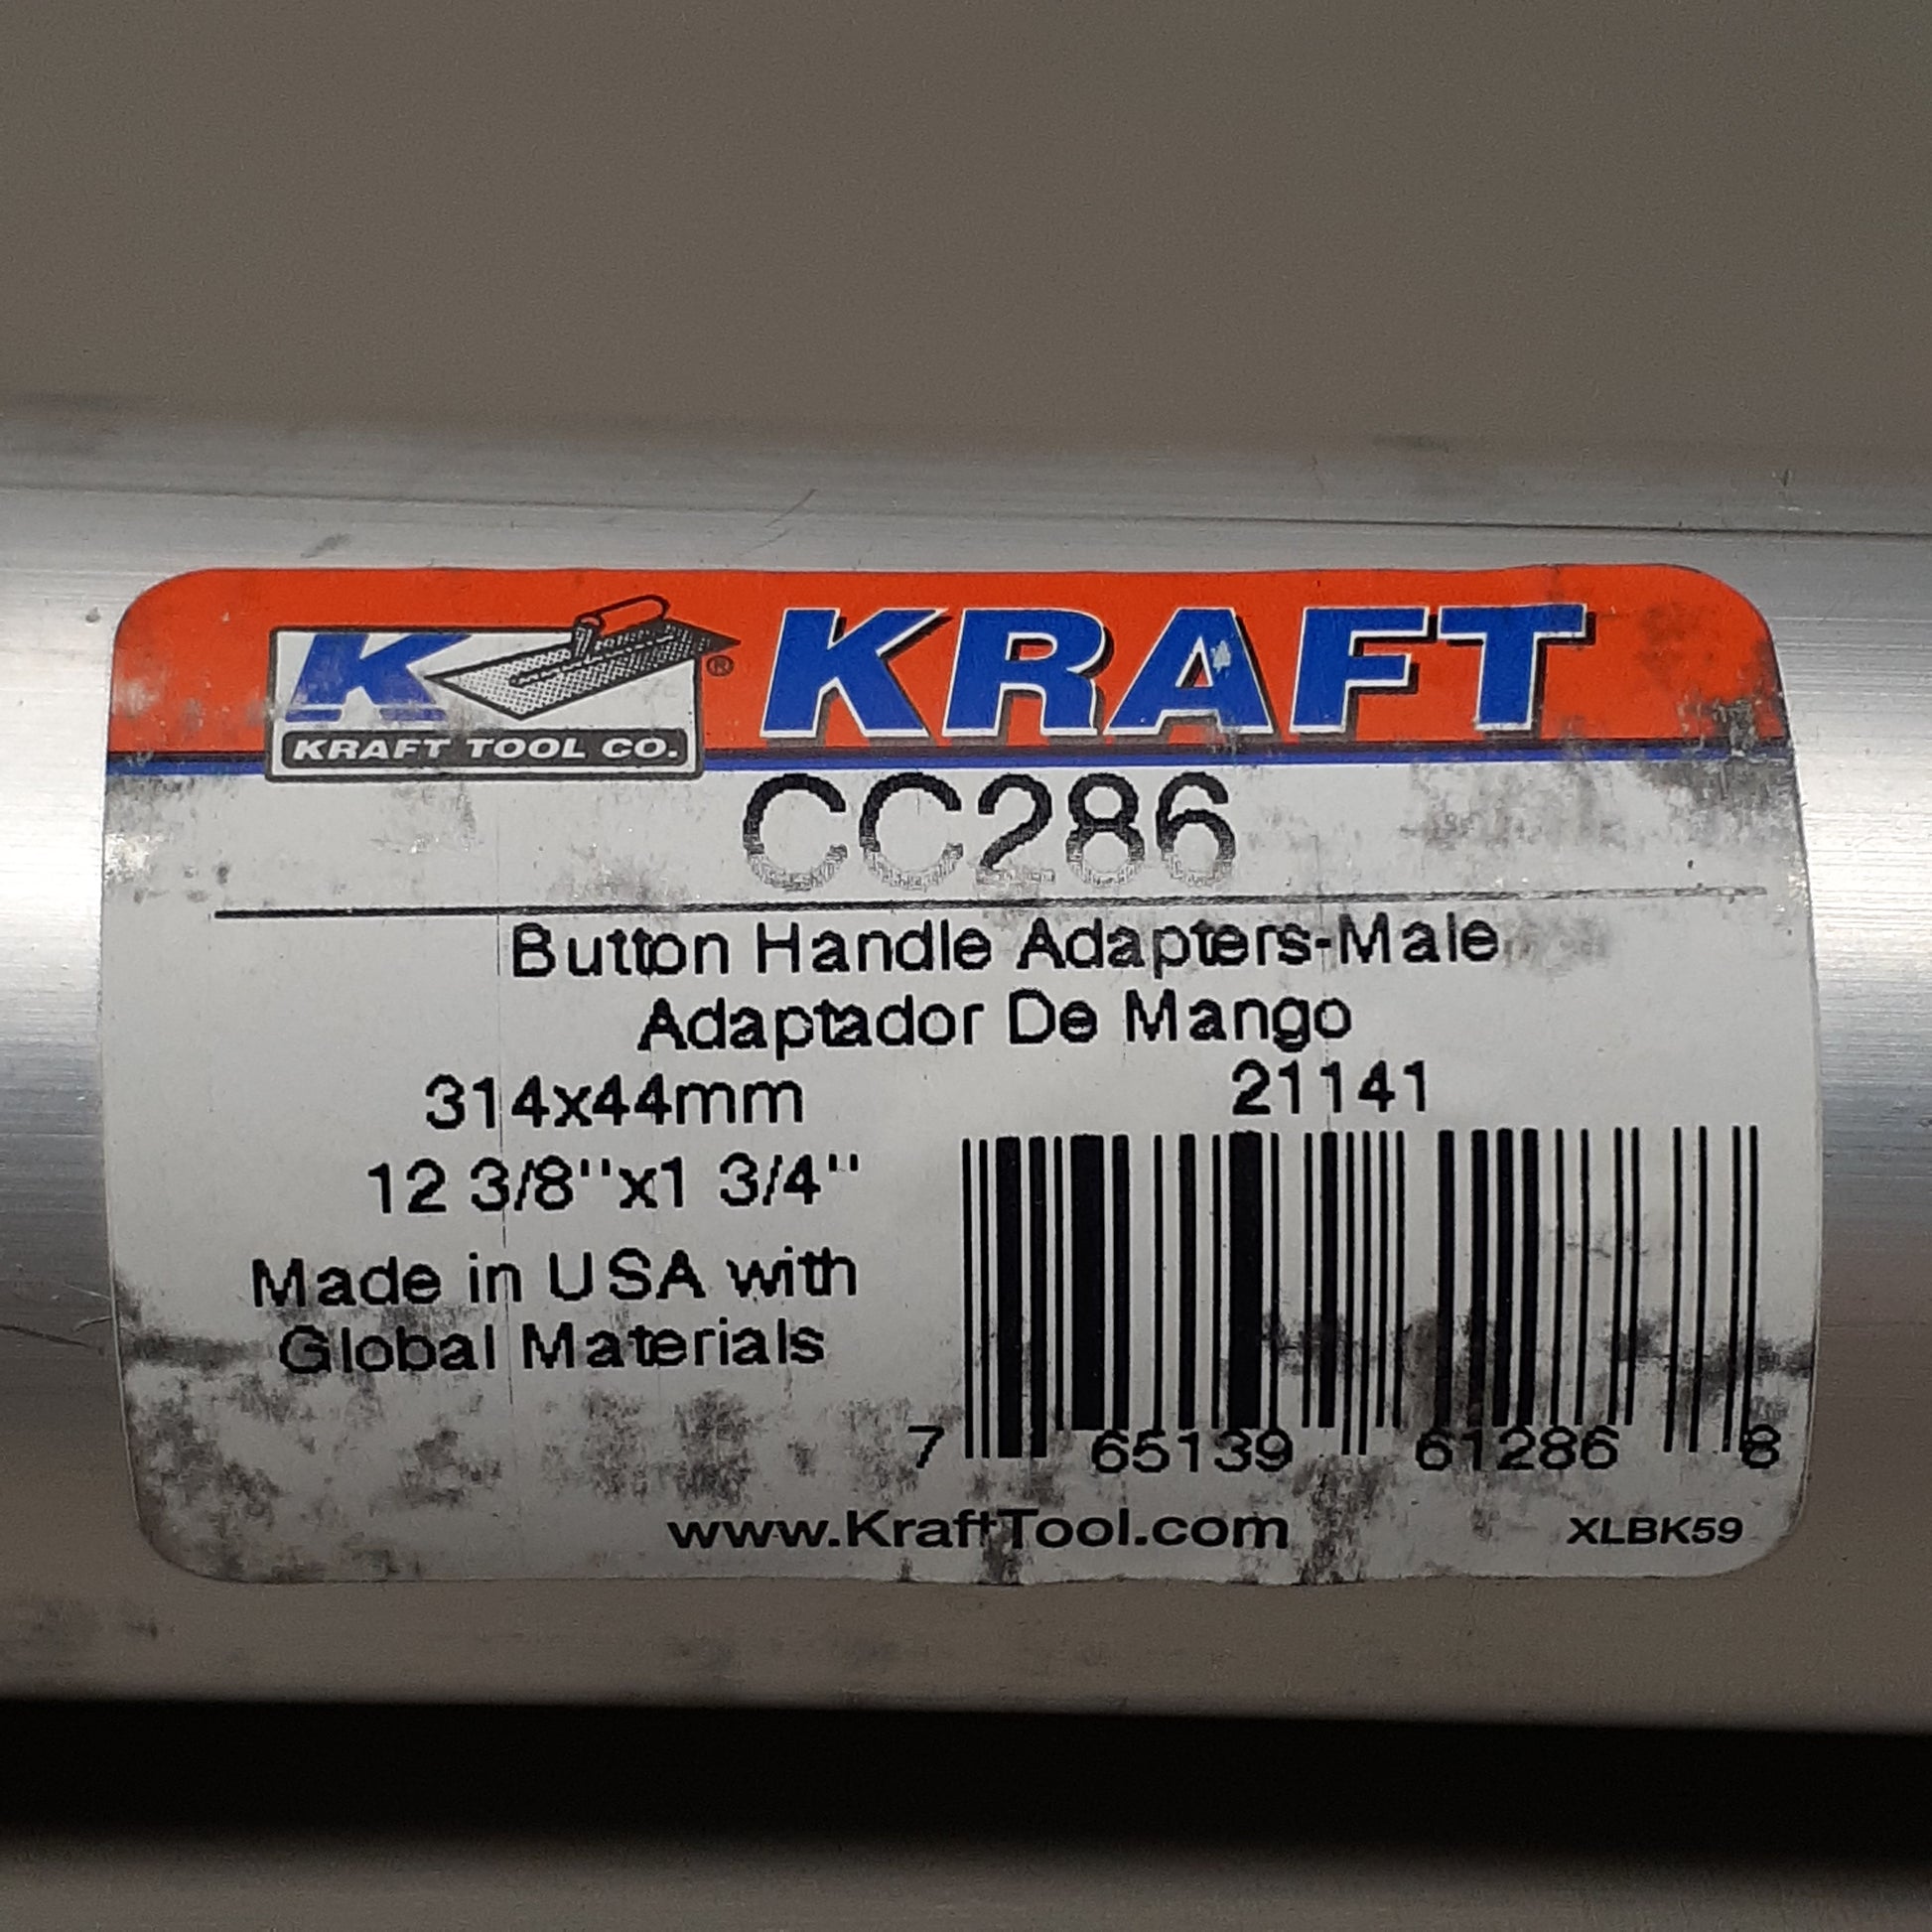 K ®
KRAFT TOOL CO.
KRAFT
CC286
Button Handle Adapters-Male
Adaptador De Mango
314x44mm
21141
12 3/8"x1 3/4"
Made in USA with
Global Materials
7 65139 61286 8
www.KraftTool.com
XLBK59